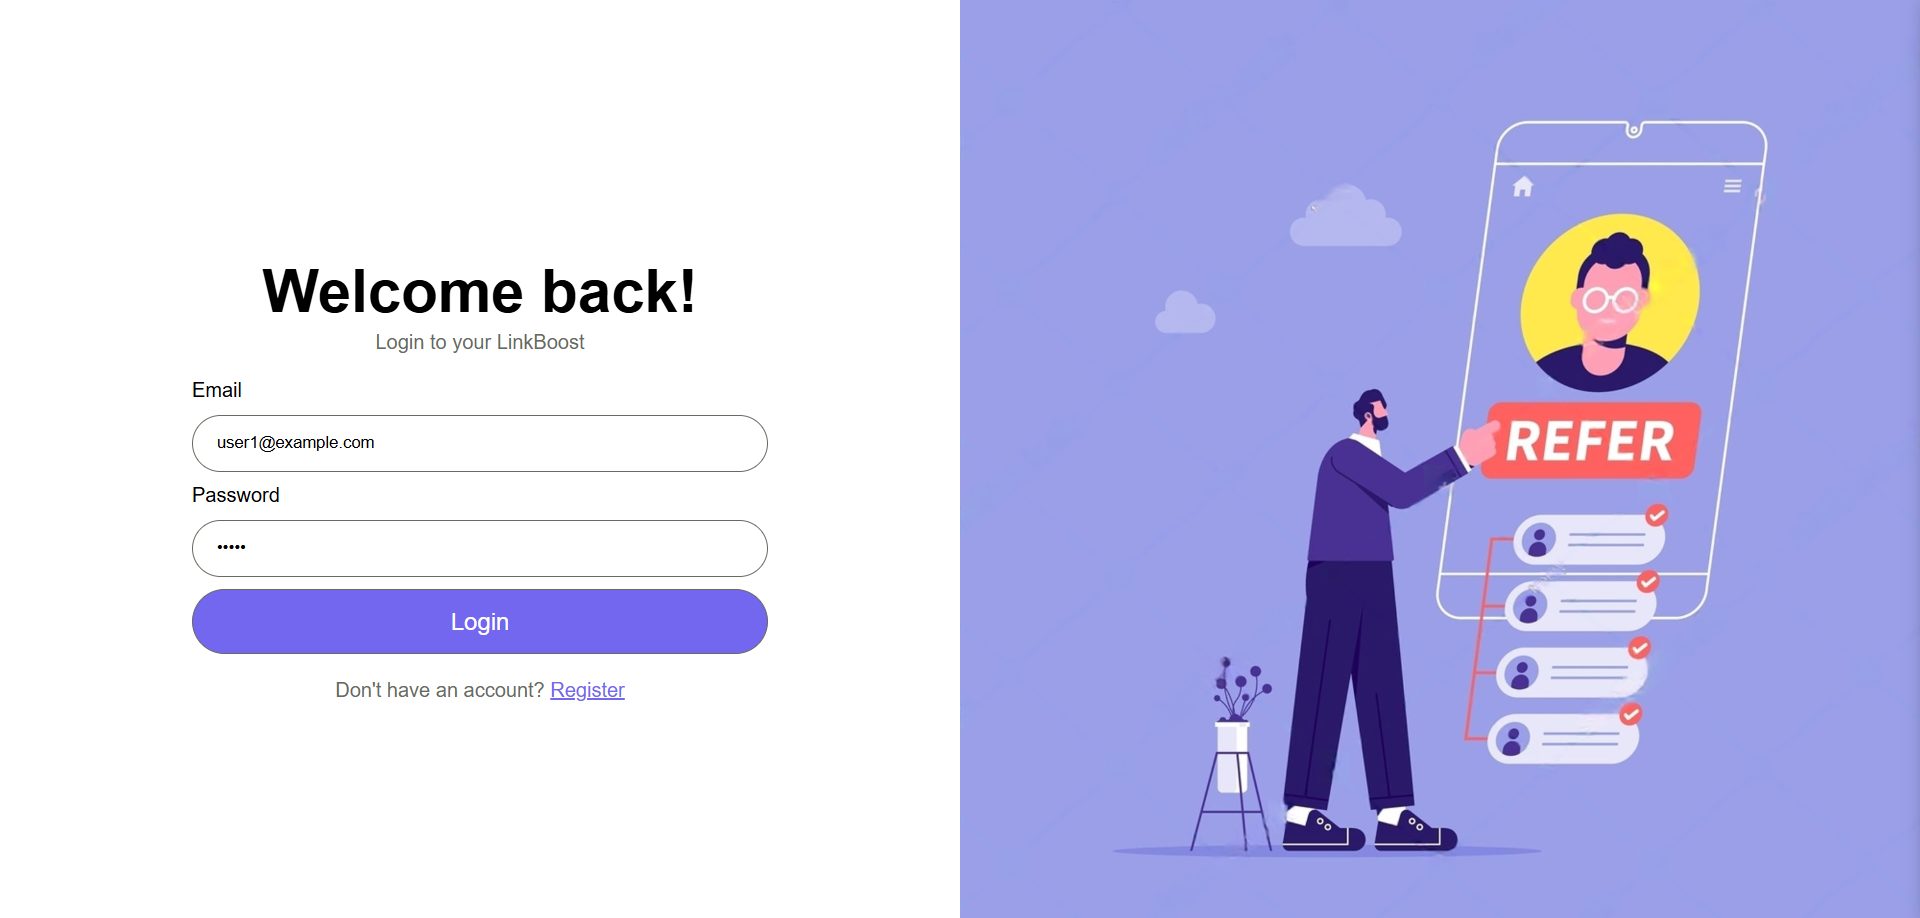 Welcome back!
Login to your LinkBoost
Email
user1@example.com
Password
•••••
Login
Don't have an account? Register
REFER